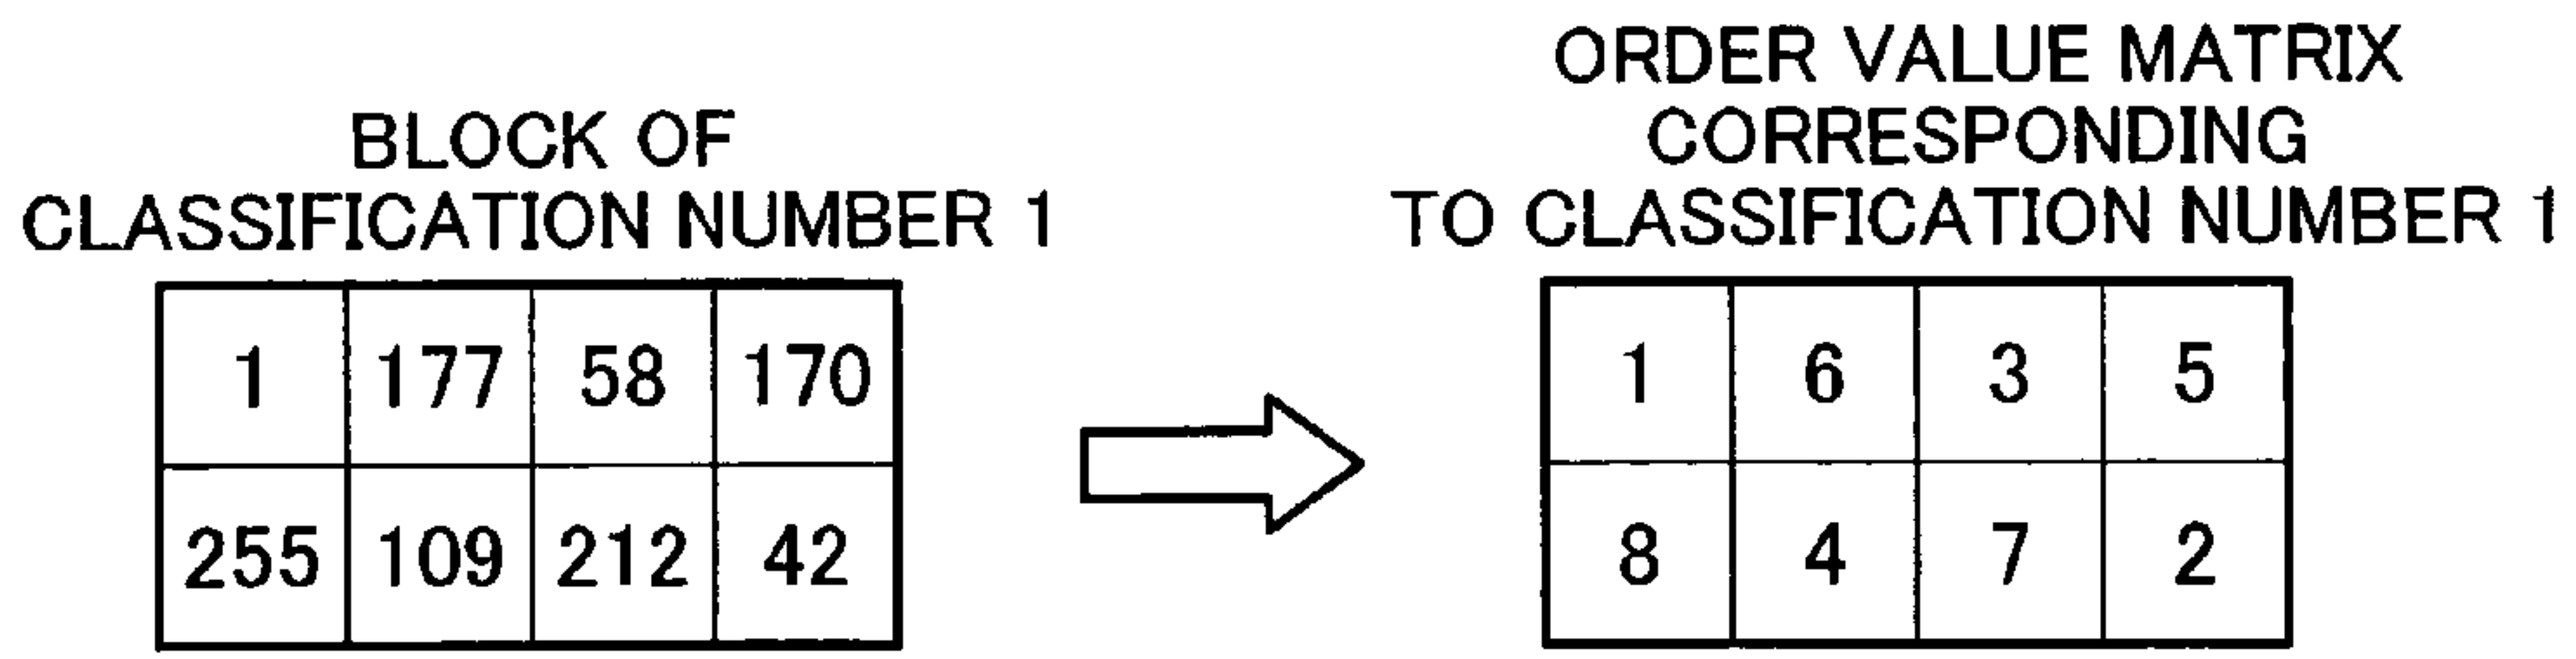 BLOCK OF
CLASSIFICATION NUMBER 1
1 177 58 170
255 109 212 42
ORDER VALUE MATRIX
CORRESPONDING
TO CLASSIFICATION NUMBER 1
1 6 3 5
8 4 7 2